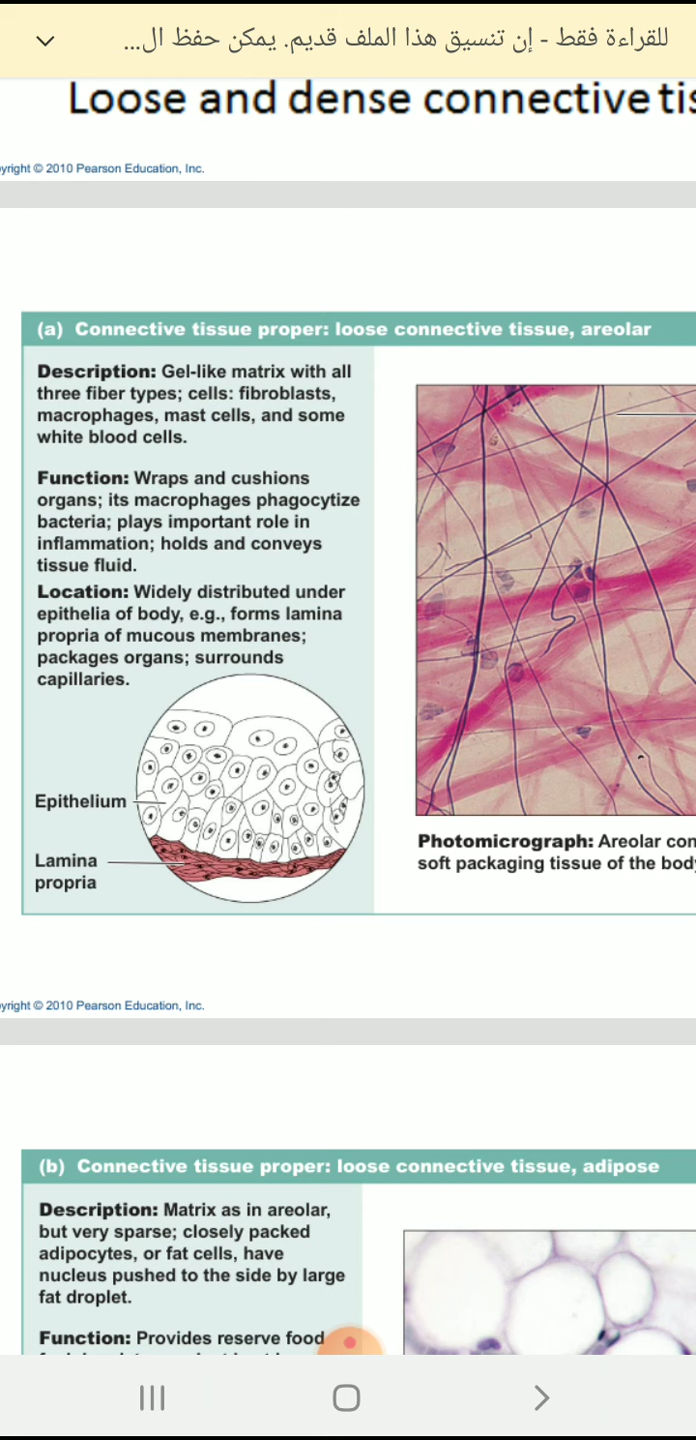 للقراءة فقط - إن تنسيق هذا الملف قديم. يمكن حفظ ال...
Loose and dense connective tis
yright © 2010 Pearson Education, Inc.
(a) Connective tissue proper: loose connective tissue, areolar
Description: Gel-like matrix with all
three fiber types; cells: fibroblasts,
macrophages, mast cells, and some
white blood cells.
Function: Wraps and cushions
organs; its macrophages phagocytize
bacteria; plays important role in
inflammation; holds and conveys
tissue fluid.
Location: Widely distributed under
epithelia of body, e.g., forms lamina
propria of mucous membranes;
packages organs; surrounds
capillaries.
Epithelium
Lamina
propria
Photomicrograph: Areolar con
soft packaging tissue of the body
yright © 2010 Pearson Education, Inc.
(b) Connective tissue proper: loose connective tissue, adipose
Description: Matrix as in areolar,
but very sparse; closely packed
adipocytes, or fat cells, have
nucleus pushed to the side by large
fat droplet.
Function: Provides reserve food